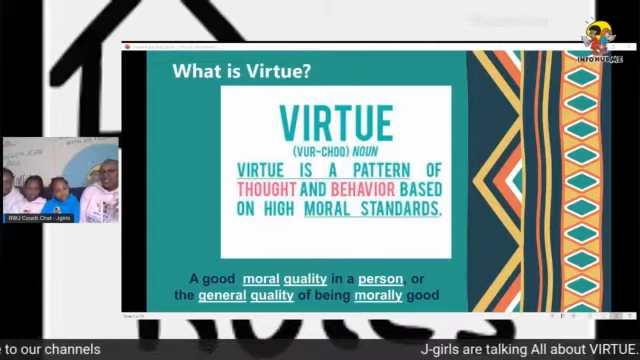 What is Virtue?
VIRTUE
(VUR-CHOO) NOUN
VIRTUE IS A PATTERN OF
THOUGHT AND BEHAVIOR BASED
ON HIGH MORAL STANDARDS.
A good moral quality in a person, or
the general quality of being morally good
INFOHUB.ME
RWJ Couch Chat - Jgirls
e to our channels
J-girls are talking All about VIRTUE.